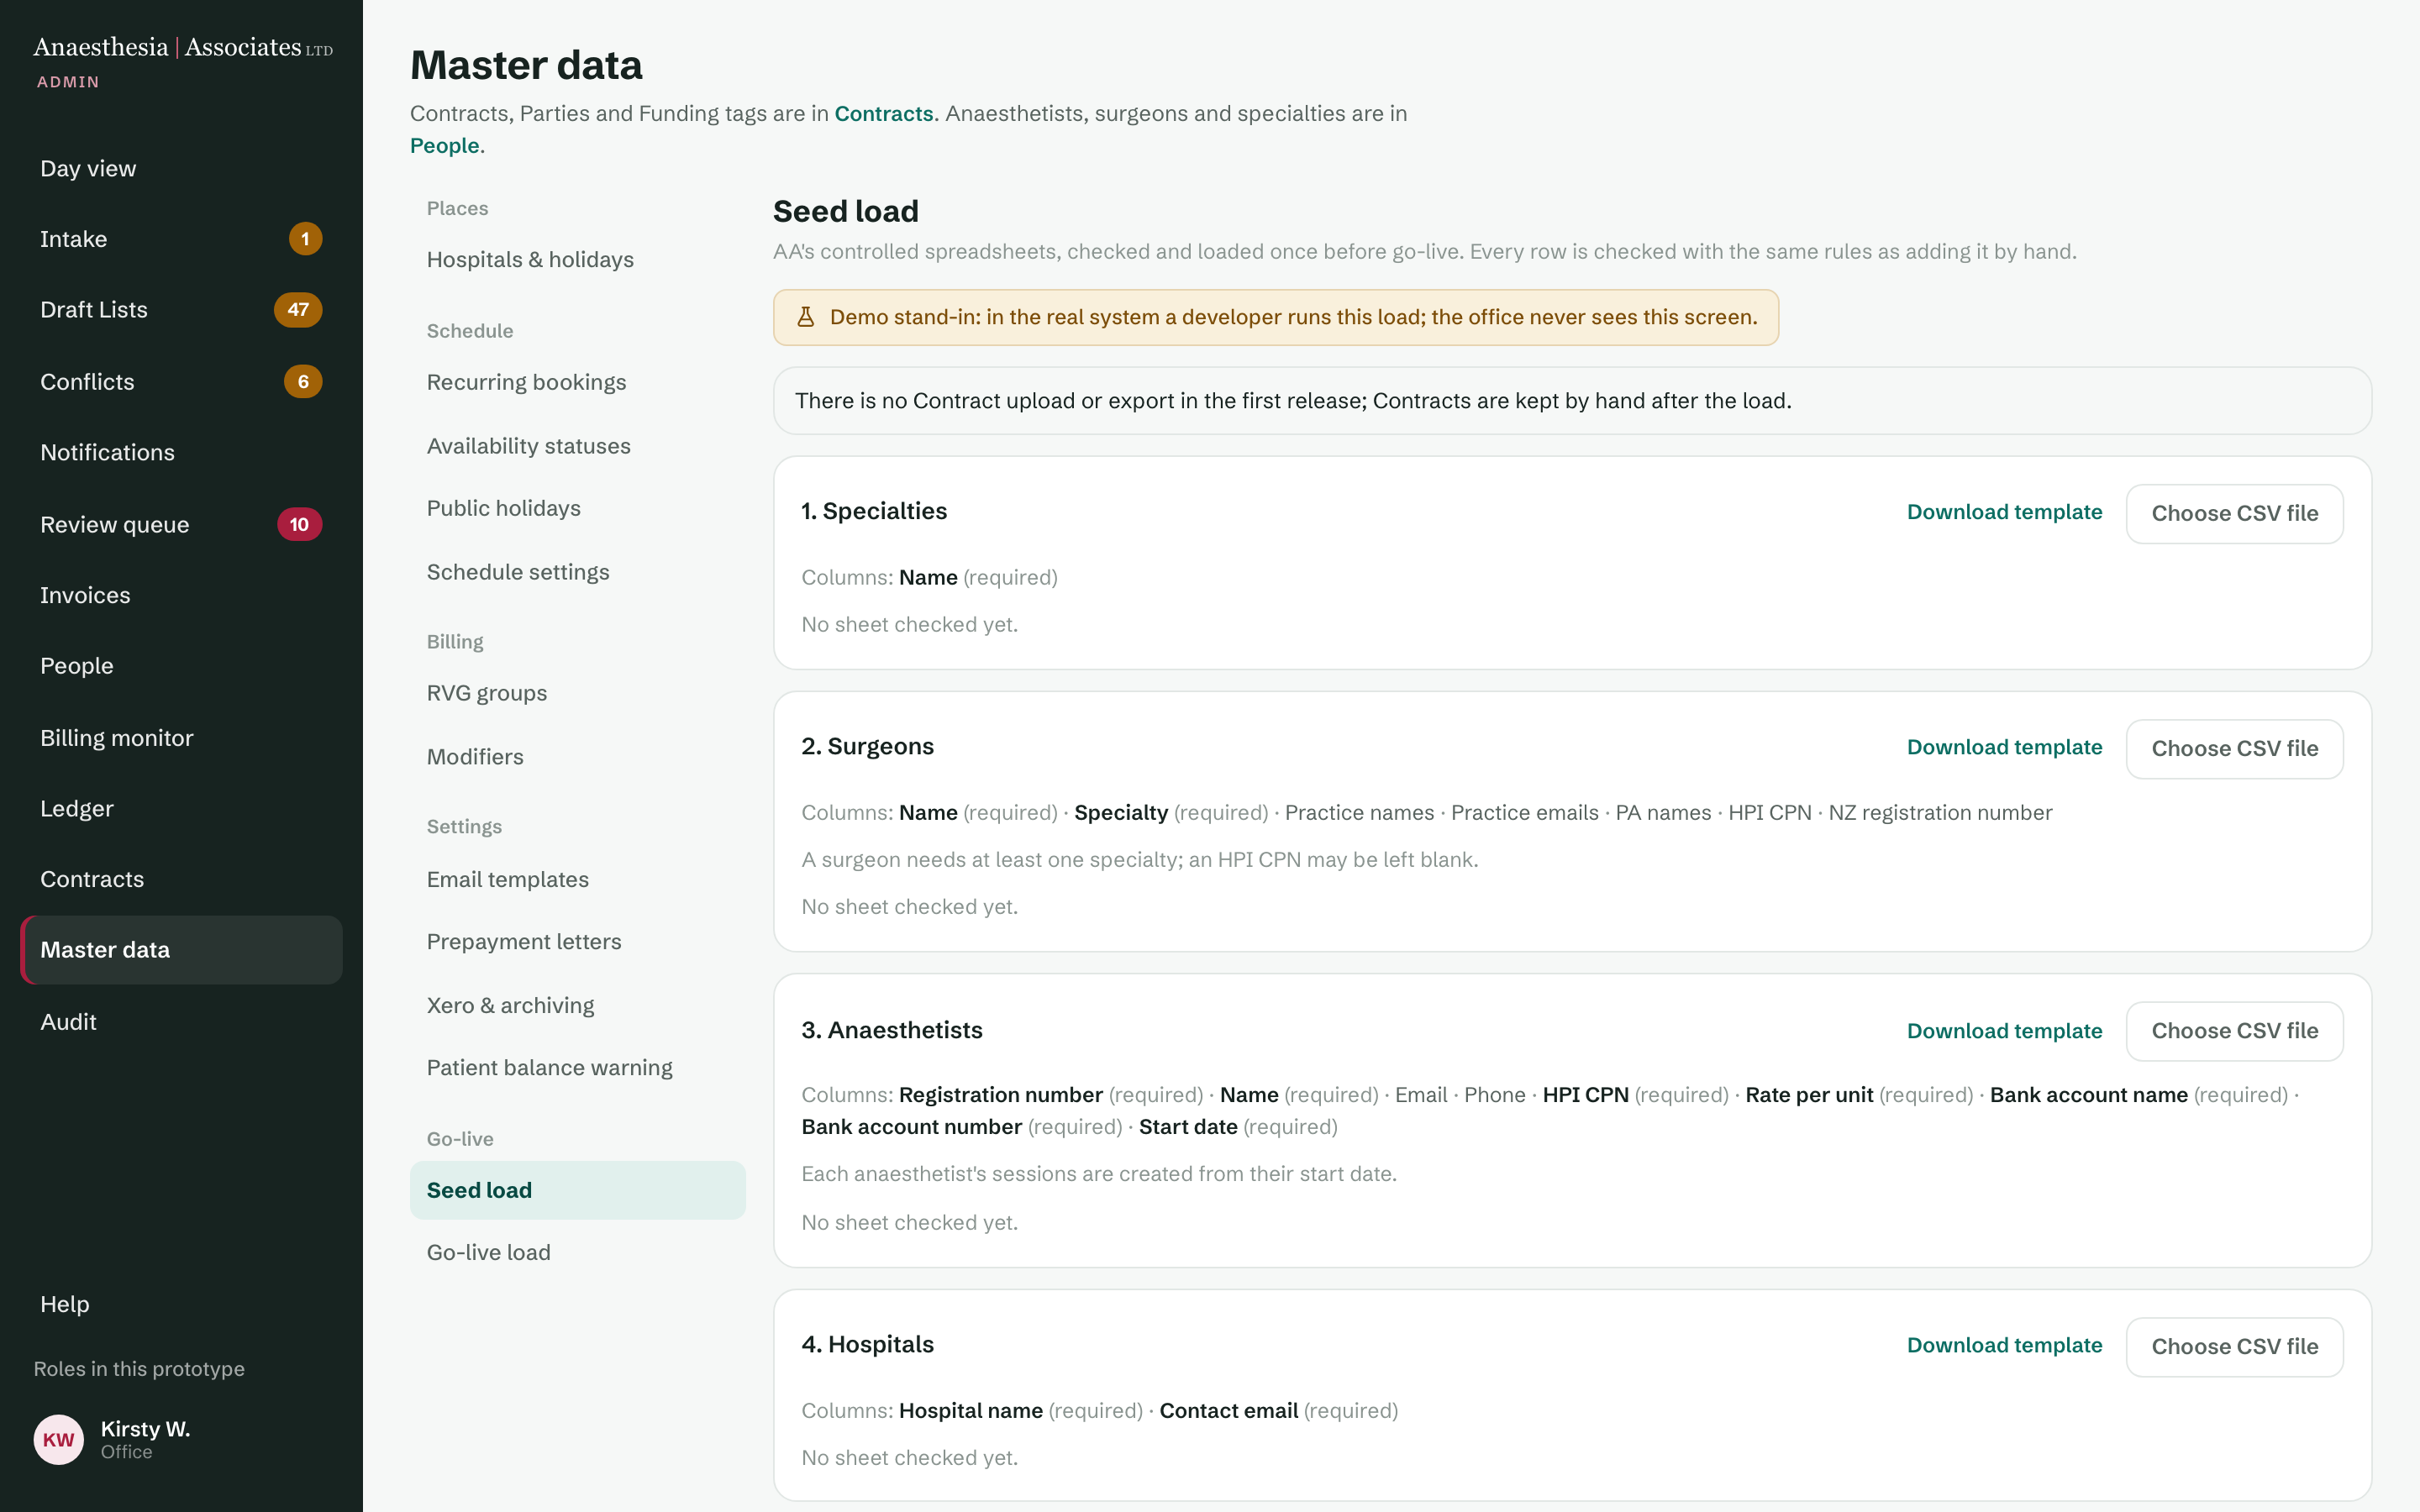 Anaesthesia | Associates LTD
ADMIN
Day view
Intake 1
Draft Lists 47
Conflicts 6
Notifications
Review queue 10
Invoices
People
Billing monitor
Ledger
Contracts
Master data
Audit
Help
Roles in this prototype
KW
Kirsty W.
Office
Master data
Contracts, Parties and Funding tags are in Contracts. Anaesthetists, surgeons and specialties are in
People.
Places
Hospitals & holidays
Schedule
Recurring bookings
Availability statuses
Public holidays
Schedule settings
Billing
RVG groups
Modifiers
Settings
Email templates
Prepayment letters
Xero & archiving
Patient balance warning
Go-live
Seed load
Go-live load
Seed load
AA's controlled spreadsheets, checked and loaded once before go-live. Every row is checked with the same rules as adding it by hand.
Demo stand-in: in the real system a developer runs this load; the office never sees this screen.
There is no Contract upload or export in the first release; Contracts are kept by hand after the load.
1. Specialties
Download template
Choose CSV file
Columns: Name (required)
No sheet checked yet.
2. Surgeons
Download template
Choose CSV file
Columns: Name (required) · Specialty (required) · Practice names · Practice emails · PA names · HPI CPN · NZ registration number
A surgeon needs at least one specialty; an HPI CPN may be left blank.
No sheet checked yet.
3. Anaesthetists
Download template
Choose CSV file
Columns: Registration number (required) · Name (required) · Email · Phone · HPI CPN (required) · Rate per unit (required) · Bank account name (required) ·
Bank account number (required) · Start date (required)
Each anaesthetist's sessions are created from their start date.
No sheet checked yet.
4. Hospitals
Download template
Choose CSV file
Columns: Hospital name (required) · Contact email (required)
No sheet checked yet.